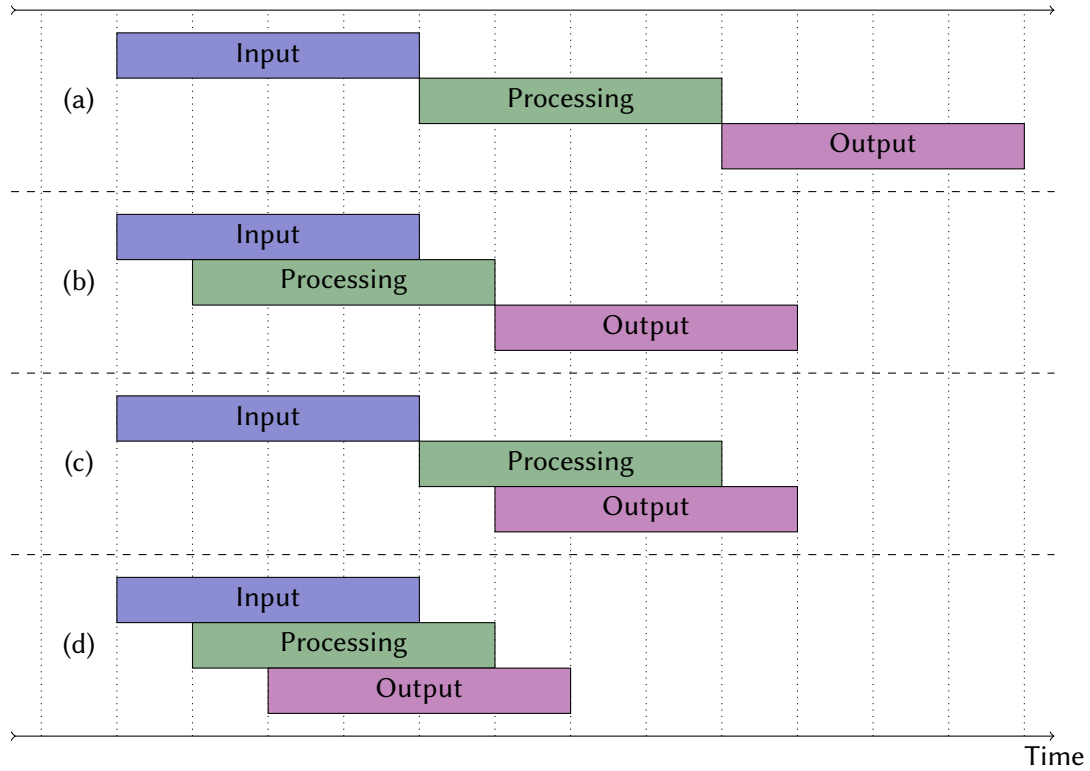 Input
(a)
Processing
Output
Input
(b)
Processing
Output
Input
(c)
Processing
Output
Input
(d)
Processing
Output
Time